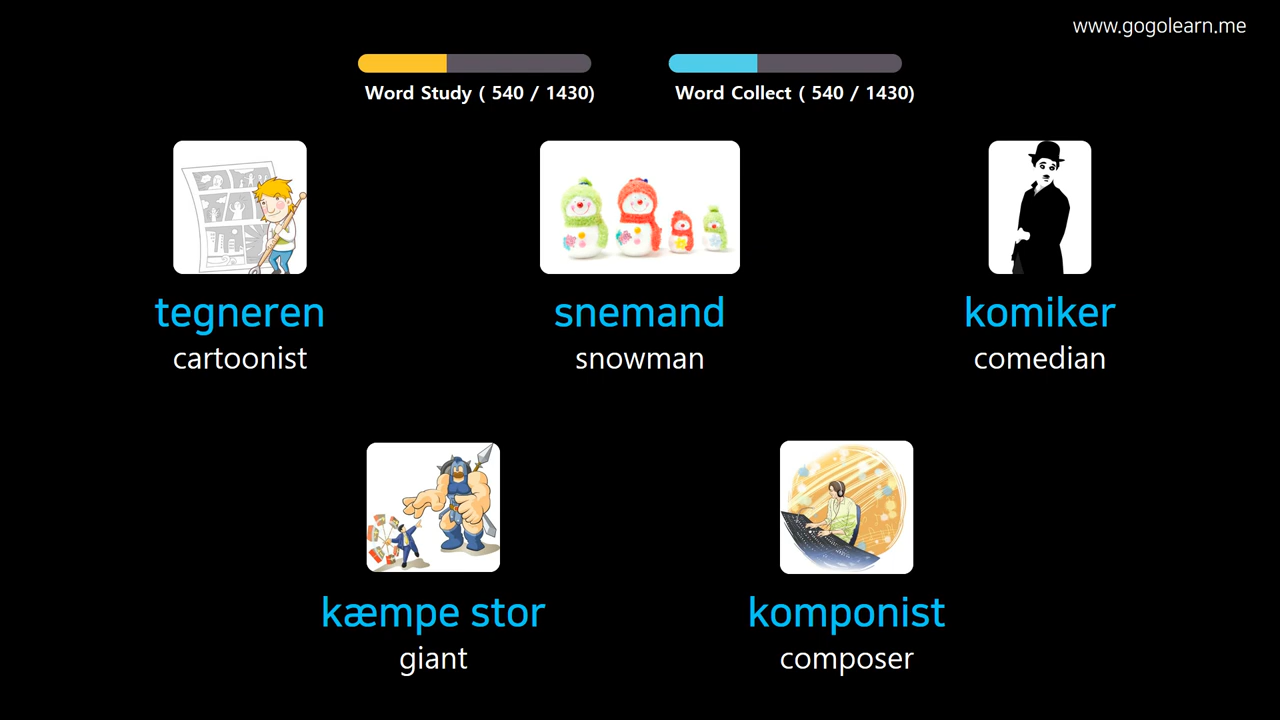 www.gogolearn.me
Word Study ( 540 / 1430)
Word Collect ( 540 / 1430)
tegneren
cartoonist
snemand
snowman
komiker
comedian
kæmpe stor
giant
komponist
composer